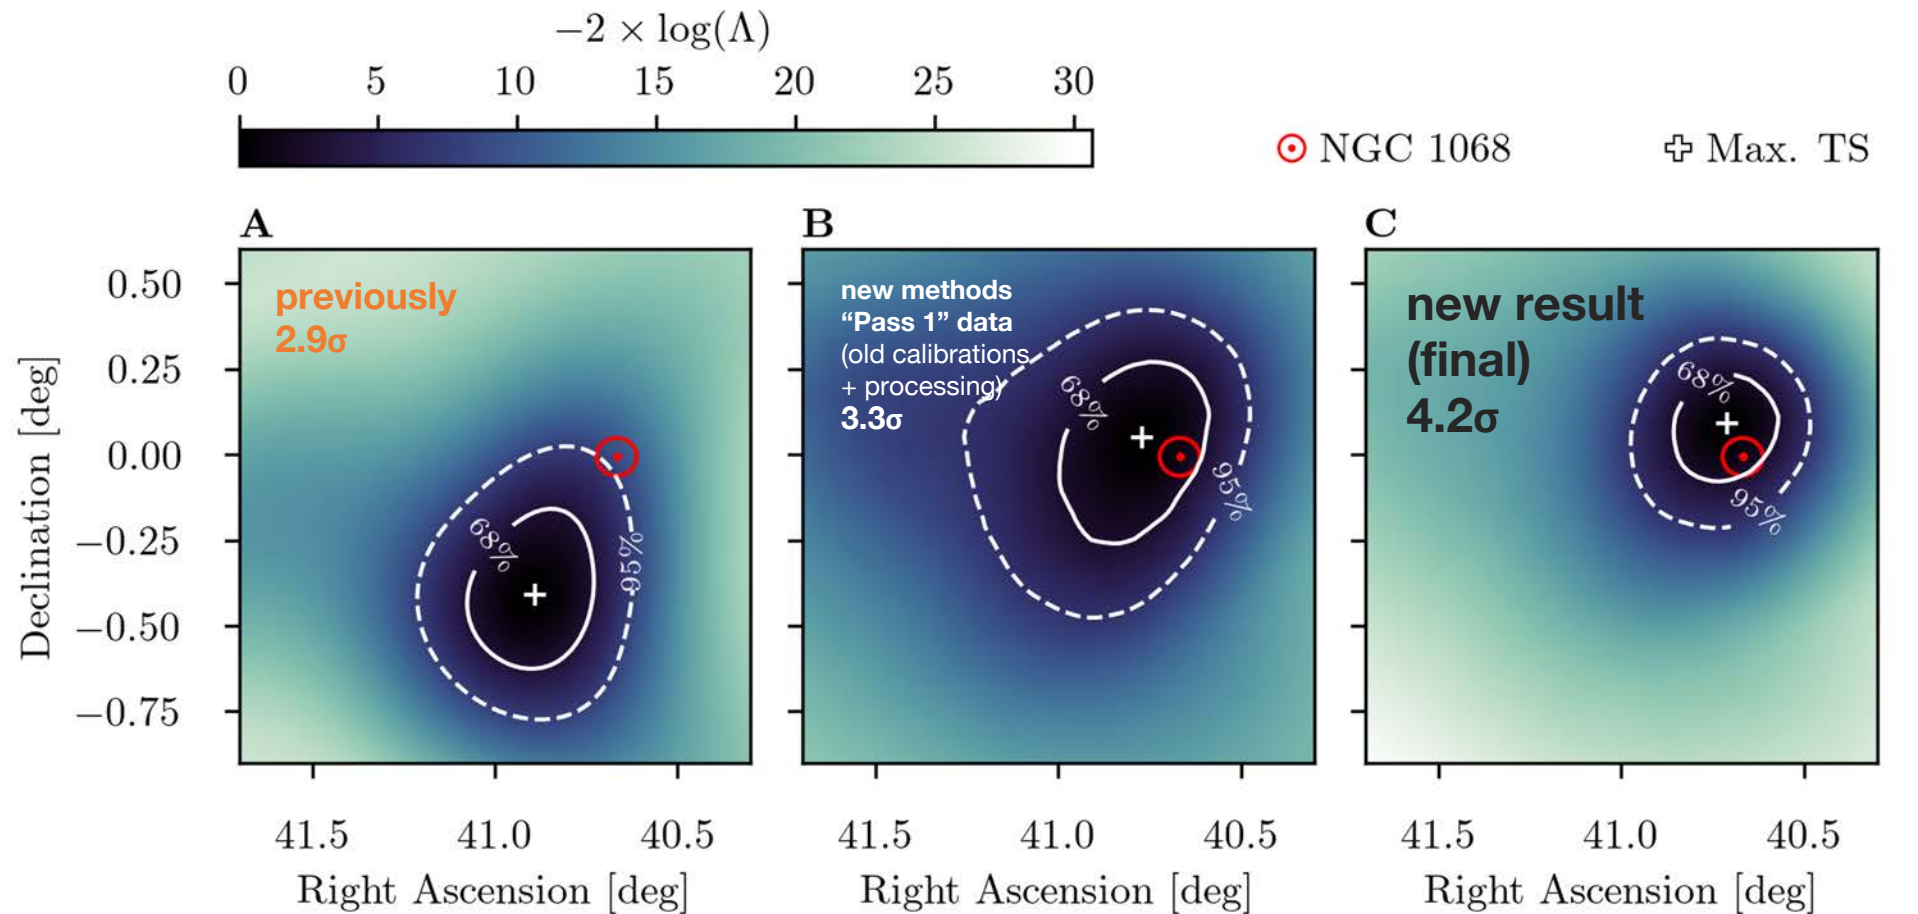 −2 × log(Λ)
0 5 10 15 20 25 30
NGC 1068
Max. TS
A
B
C
previously
2.9σ
new methods
“Pass 1” data
(old calibrations
+ processing)
3.3σ
new result
(final)
4.2σ
68%
95%
68%
95%
68%
95%
Declination [deg]
0.50
0.25
0.00
−0.25
−0.50
−0.75
41.5 41.0 40.5
41.5 41.0 40.5
41.5 41.0 40.5
Right Ascension [deg]
Right Ascension [deg]
Right Ascension [deg]